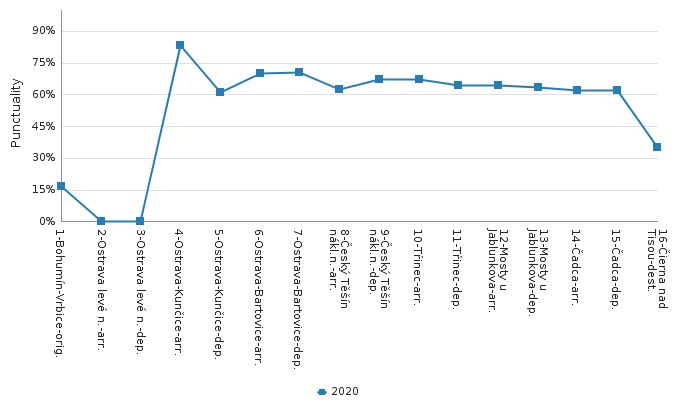 Punctuality
90%
75%
60%
45%
30%
15%
0%
1-Bohumín-Vrbice-orig.
2-Ostrava levé n.-arr.
3-Ostrava levé n.-dep.
4-Ostrava-Kunčice-arr.
5-Ostrava-Kunčice-dep.
6-Ostrava-Bartovice-arr.
7-Ostrava-Bartovice-dep.
8-Český Těšín
nákl.n.-arr.
9-Český Těšín
nákl.n.-dep.
10-Třinec-arr.
11-Třinec-dep.
12-Mosty u
Jablunkova-arr.
13-Mosty u
Jablunkova-dep.
14-Čadca-arr.
15-Čadca-dep.
16-Čierna nad
Tisou-dest.
2020